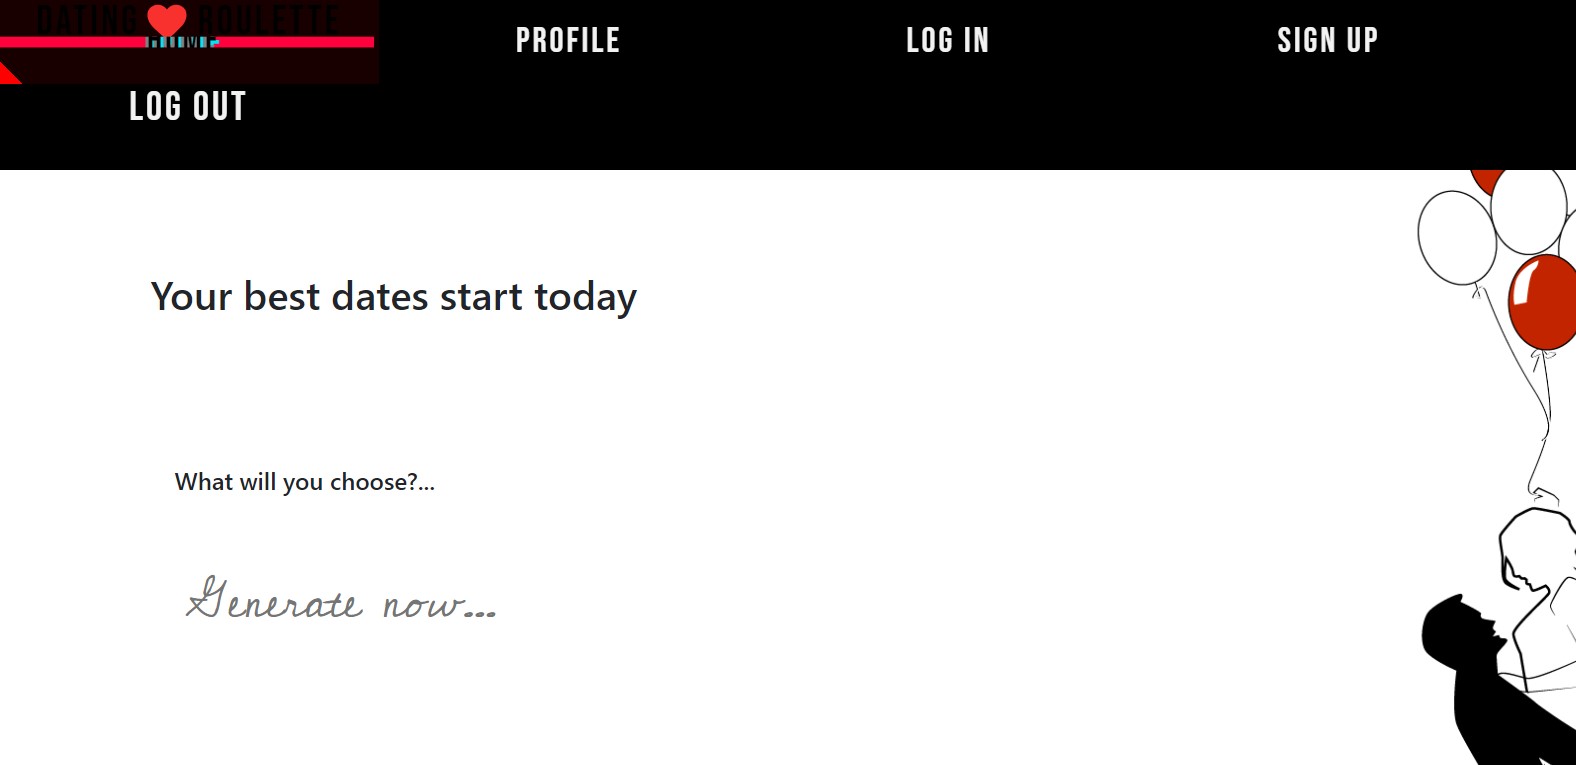 DATING ROULETTE
HOME
PROFILE
LOG IN
SIGN UP
LOG OUT
Your best dates start today
What will you choose?...
Generate now...